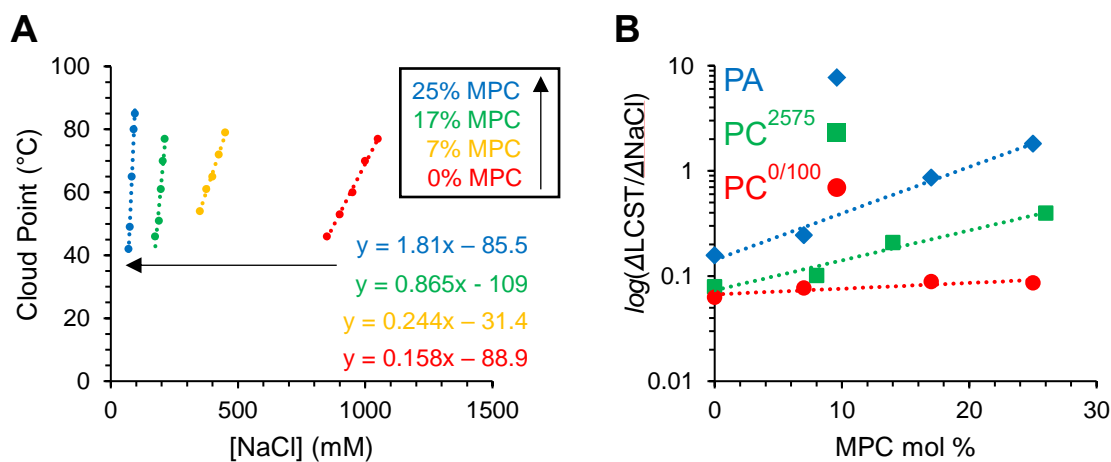 A
Cloud Point (°C)
100
80
60
40
20
0
0
500
1000
1500
[NaCl] (mM)
25% MPC
17% MPC
7% MPC
0% MPC
y = 1.81x – 85.5
y = 0.865x - 109
y = 0.244x – 31.4
y = 0.158x – 88.9
B
log(ΔLCST/ΔNaCl)
10
1
0.1
0.01
0
10
20
30
MPC mol %
PA
PC2575
PC0/100